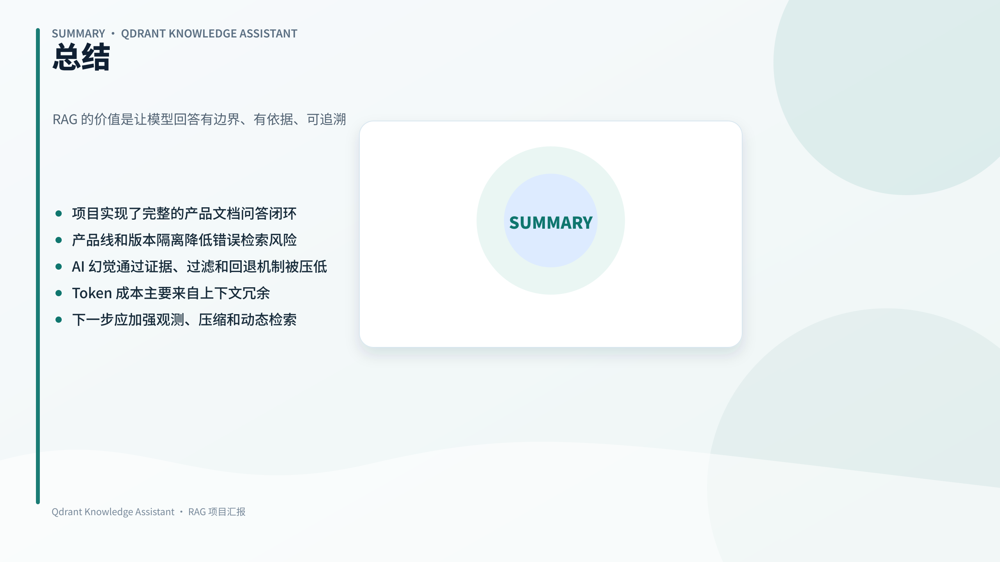 SUMMARY • QDRANT KNOWLEDGE ASSISTANT
总结
RAG 的价值是让模型回答有边界、有依据、可追溯
项目实现了完整的产品文档问答闭环
产品线和版本隔离降低错误检索风险
AI 幻觉通过证据、过滤和回退机制被压低
Token 成本主要来自上下文冗余
下一步应加强观测、压缩和动态检索
SUMMARY
Qdrant Knowledge Assistant • RAG 项目汇报